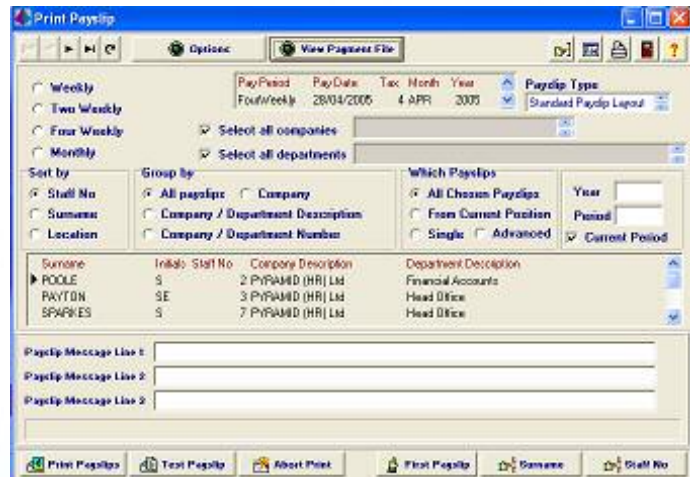 Print Payslip
Options View Payment File
Weekly
Two Weekly
Four Weekly
Monthly
Pay Period Pay Date Tax Month Year
FourWeekly 28/04/2005 4 APR 2005
Payslip Type
Standard Payslip Layout
Select all companies
Select all departments
Sort by
Staff No
Surname
Location
Group by
All payslips Company
Company / Department Description
Company / Department Number
Which Payslips
All Chosen Payslips
From Current Position
Single Advanced
Year
Period
Current Period
Surname Initials Staff No Company Description Department Description
POOLE S 2 PYRAMID (HR) Ltd Financial Accounts
PAYTON SE 3 PYRAMID (HR) Ltd Head Office
SPARKES S 7 PYRAMID (HR) Ltd Head Office
Payslip Message Line 1
Payslip Message Line 2
Payslip Message Line 3
Print Payslips Test Payslip Abort Print First Payslip Surname Staff No